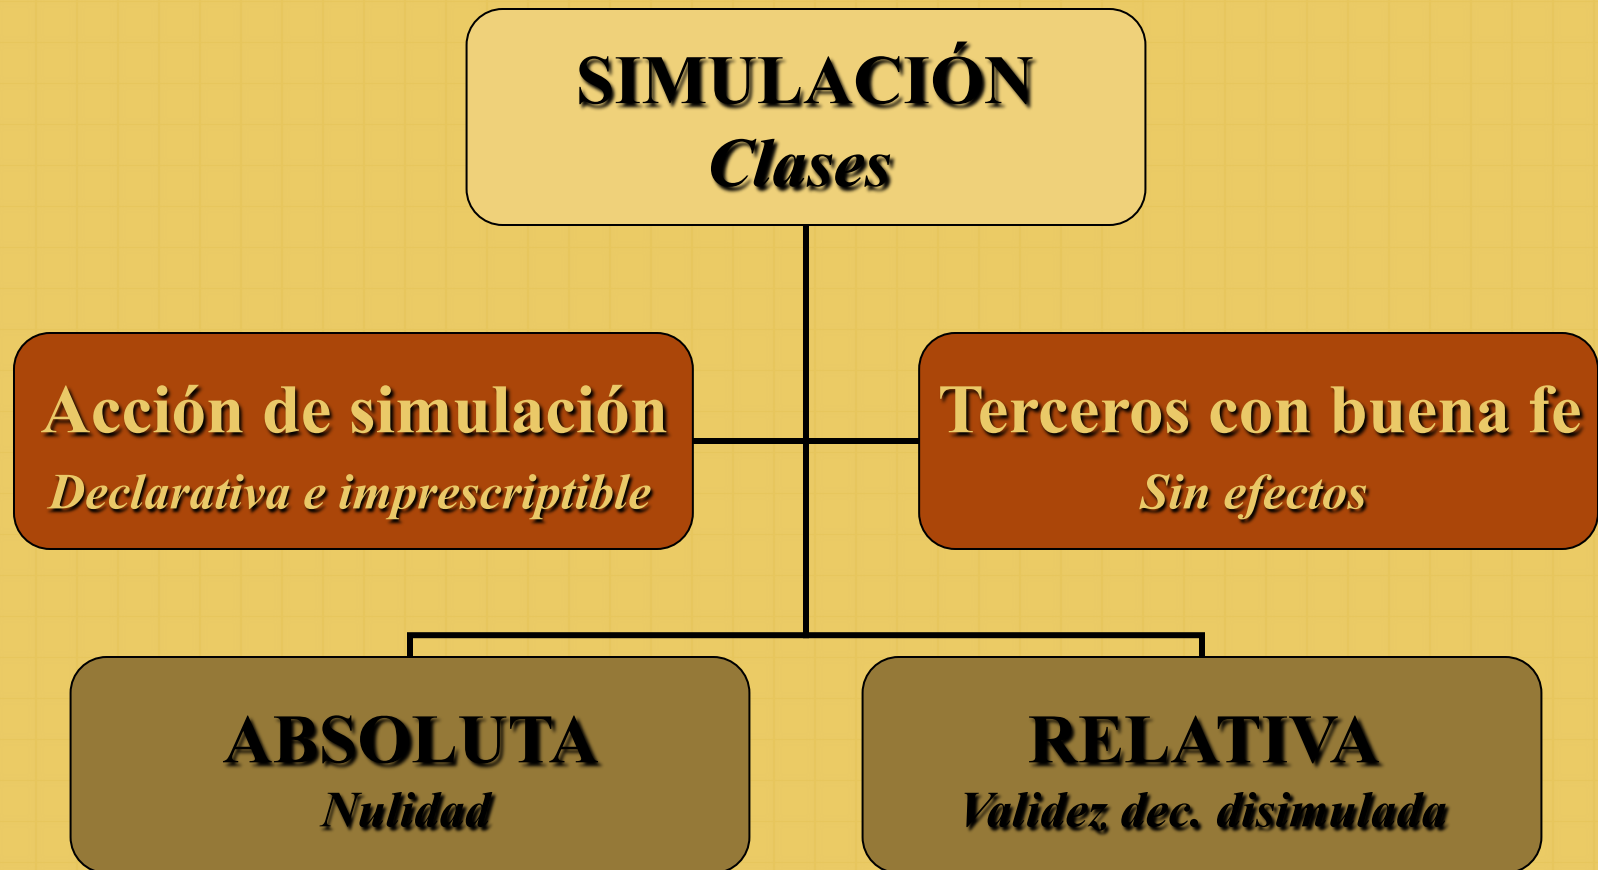 SIMULACIÓN
Clases
Acción de simulación
Declarativa e imprescriptible
Terceros con buena fe
Sin efectos
ABSOLUTA
Nulidad
RELATIVA
Validez dec. disimulada